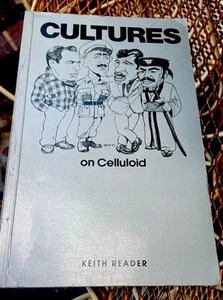 CULTURES
on Celluloid
KEITH READER